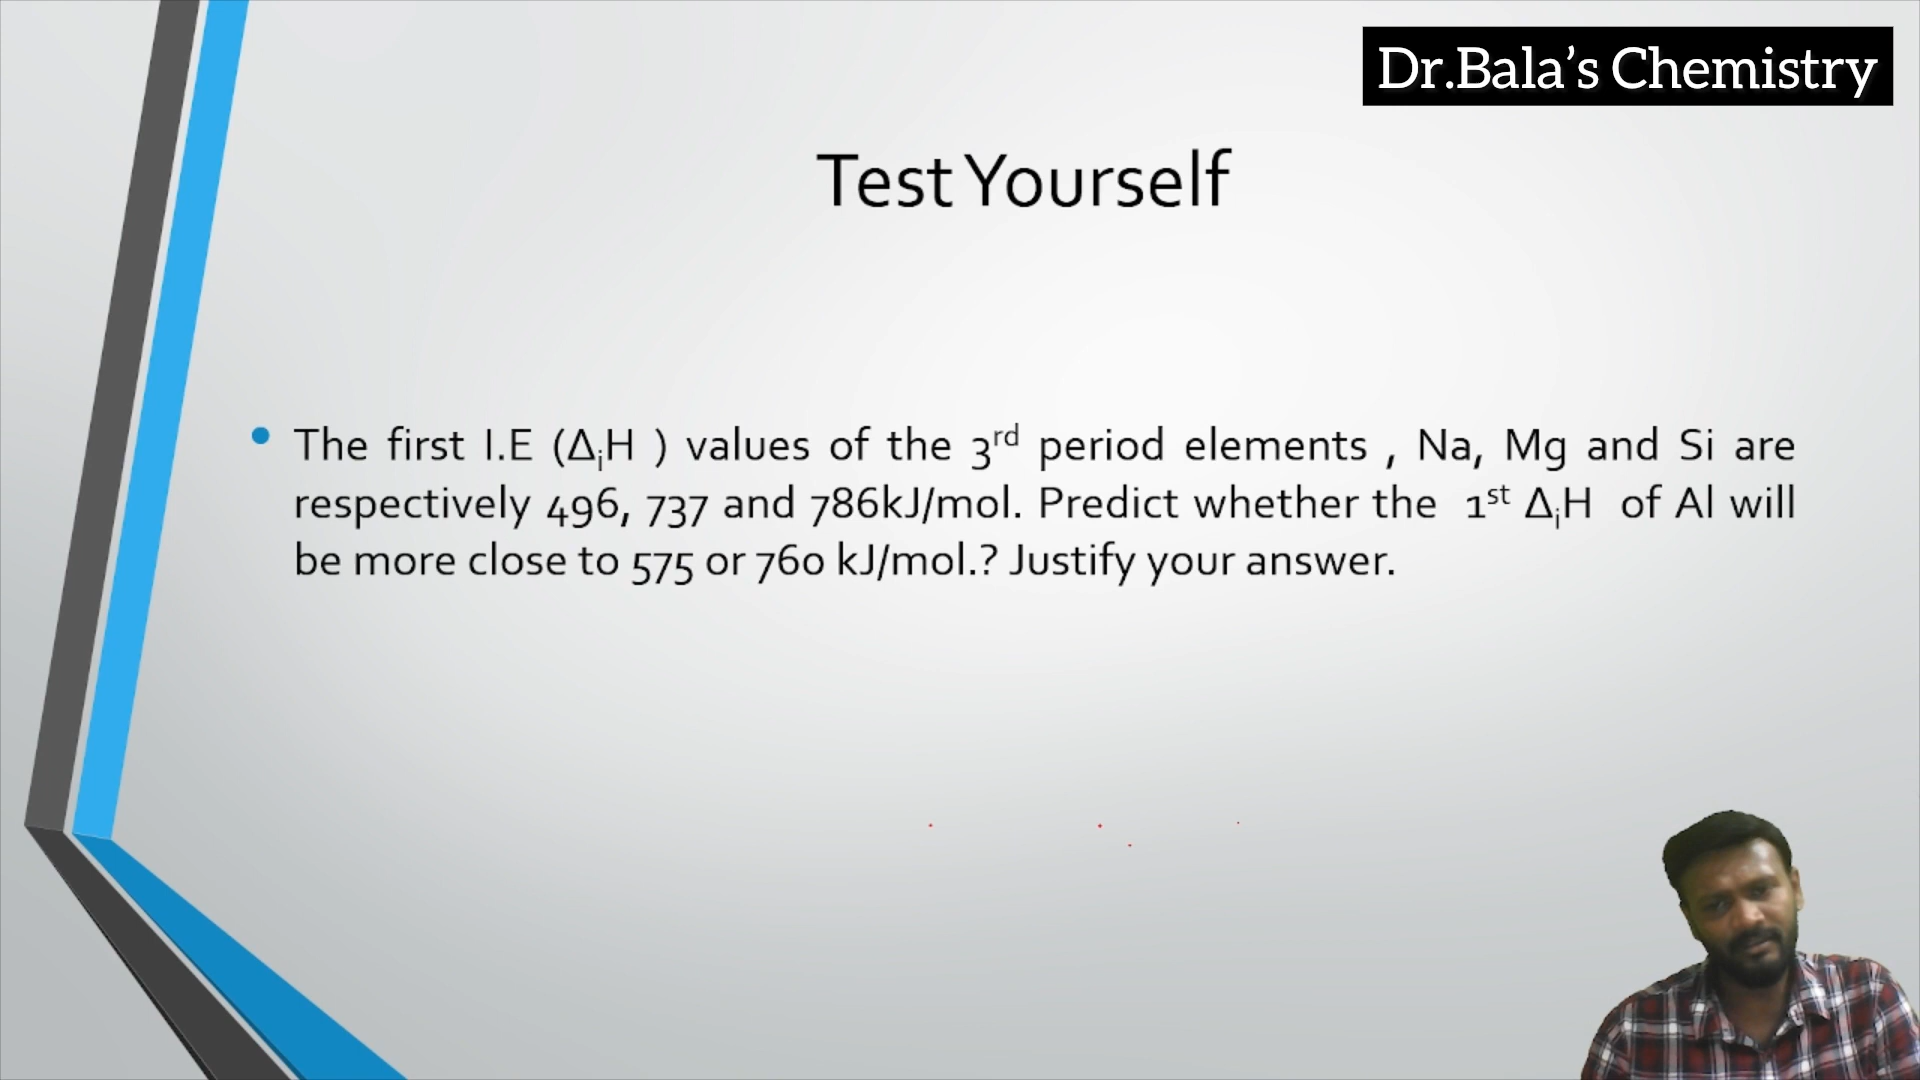 Dr.Bala’s Chemistry
Test Yourself
• The first I.E (ΔᵢH ) values of the 3ʳᵈ period elements , Na, Mg and Si are
respectively 496, 737 and 786kJ/mol. Predict whether the 1ˢᵗ ΔᵢH of Al will
be more close to 575 or 760 kJ/mol.? Justify your answer.